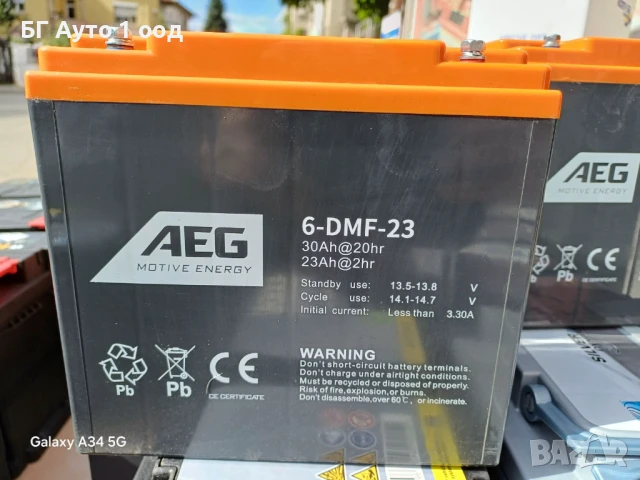 БГ Ауто 1 оод
AEG
MOTIVE ENERGY
6-DMF-23
30Ah@20hr
23Ah@2hr
Standby use: 13.5-13.8 V
Cycle use: 14.1-14.7 V
Initial current: Less than 3.30A
Pb
Pb
CE
CE CERTIFICATE
WARNING
Don't short-circuit battery terminals.
Don't charge under airtight conditions.
Must be recycled or disposed properly.
Risk of fire, explosion, or burns.
Don't disassemble, over 60℃, or incinerate.
AEG
MOTIVE ENERGY
Pb
Galaxy A34 5G
bazar